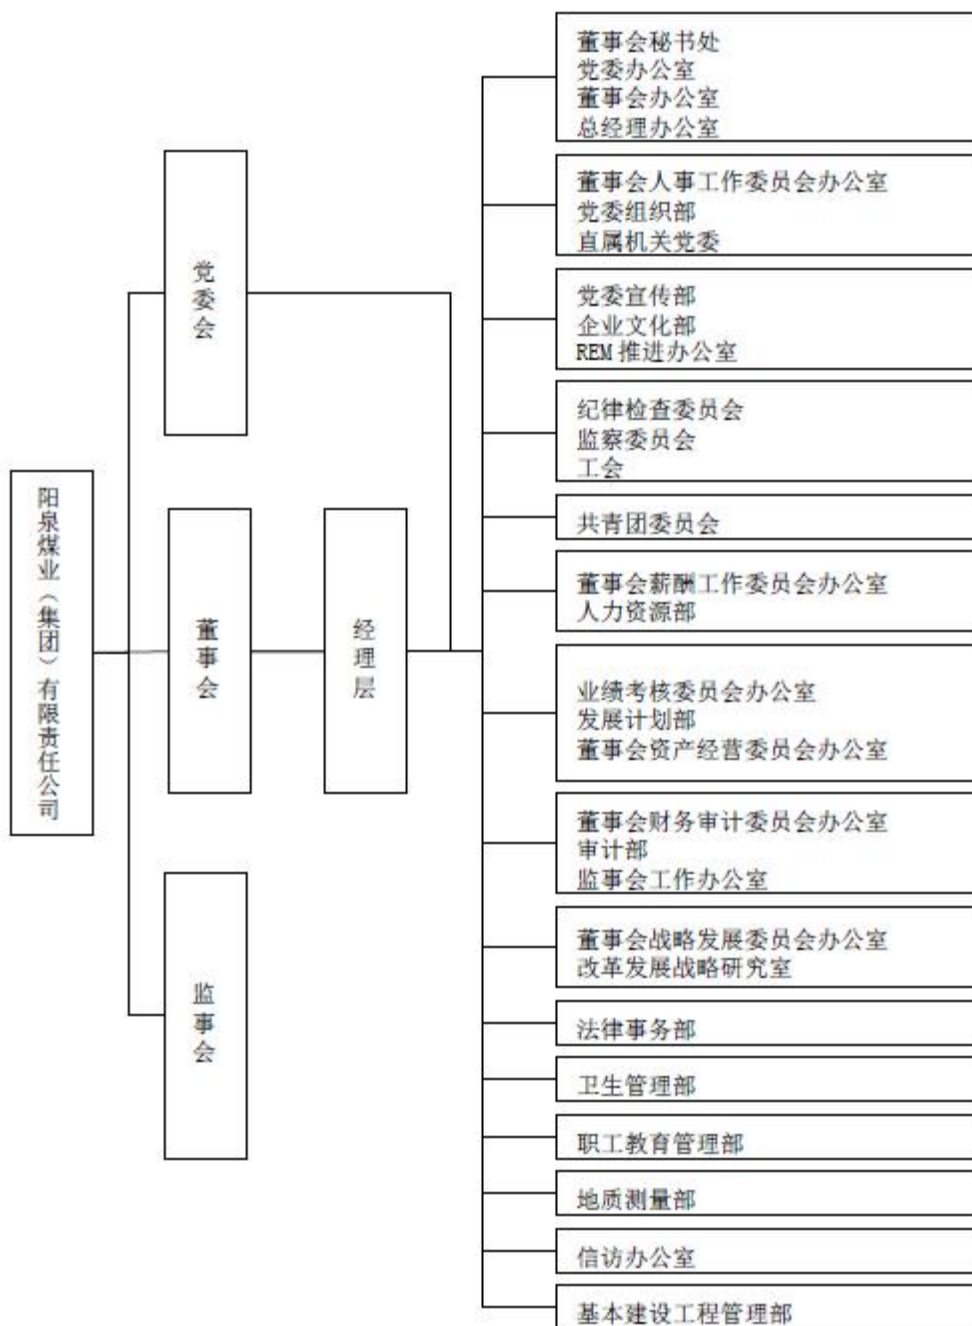 阳泉煤业（集团）有限责任公司
党委会
董事会
监事会
经理层
董事会秘书处
党委办公室
董事会办公室
总经理办公室
董事会人事工作委员会办公室
党委组织部
直属机关党委
党委宣传部
企业文化部
REM 推进办公室
纪律检查委员会
监察委员会
工会
共青团委员会
董事会薪酬工作委员会办公室
人力资源部
业绩考核委员会办公室
发展计划部
董事会资产经营委员会办公室
董事会财务审计委员会办公室
审计部
监事会工作办公室
董事会战略发展委员会办公室
改革发展战略研究室
法律事务部
卫生管理部
职工教育管理部
地质测量部
信访办公室
基本建设工程管理部